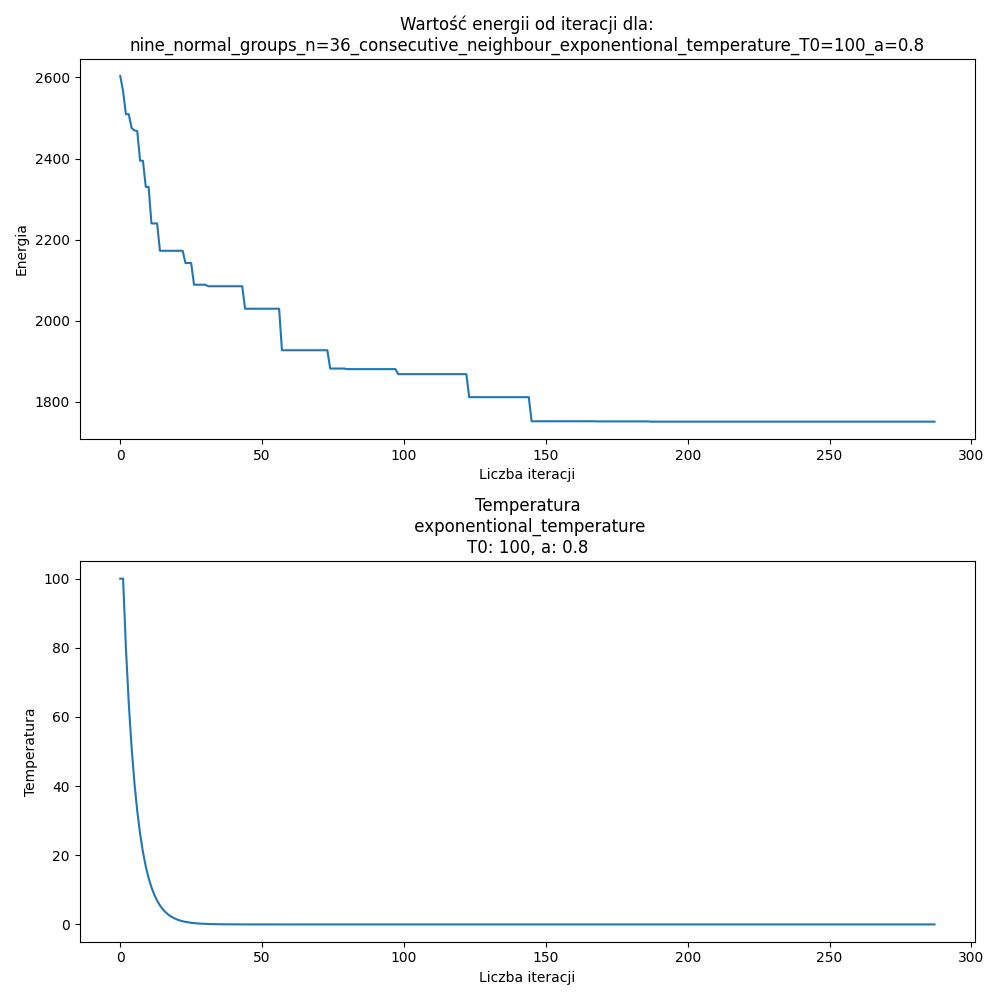 Wartość energii od iteracji dla:
nine_normal_groups_n=36_consecutive_neighbour_exponentional_temperature_T0=100_a=0.8
2600
2400
2200
2000
1800
Energia
0 50 100 150 200 250 300
Liczba iteracji
Temperatura
exponentional_temperature
T0: 100, a: 0.8
100
80
60
40
20
0
Temperatura
0 50 100 150 200 250 300
Liczba iteracji